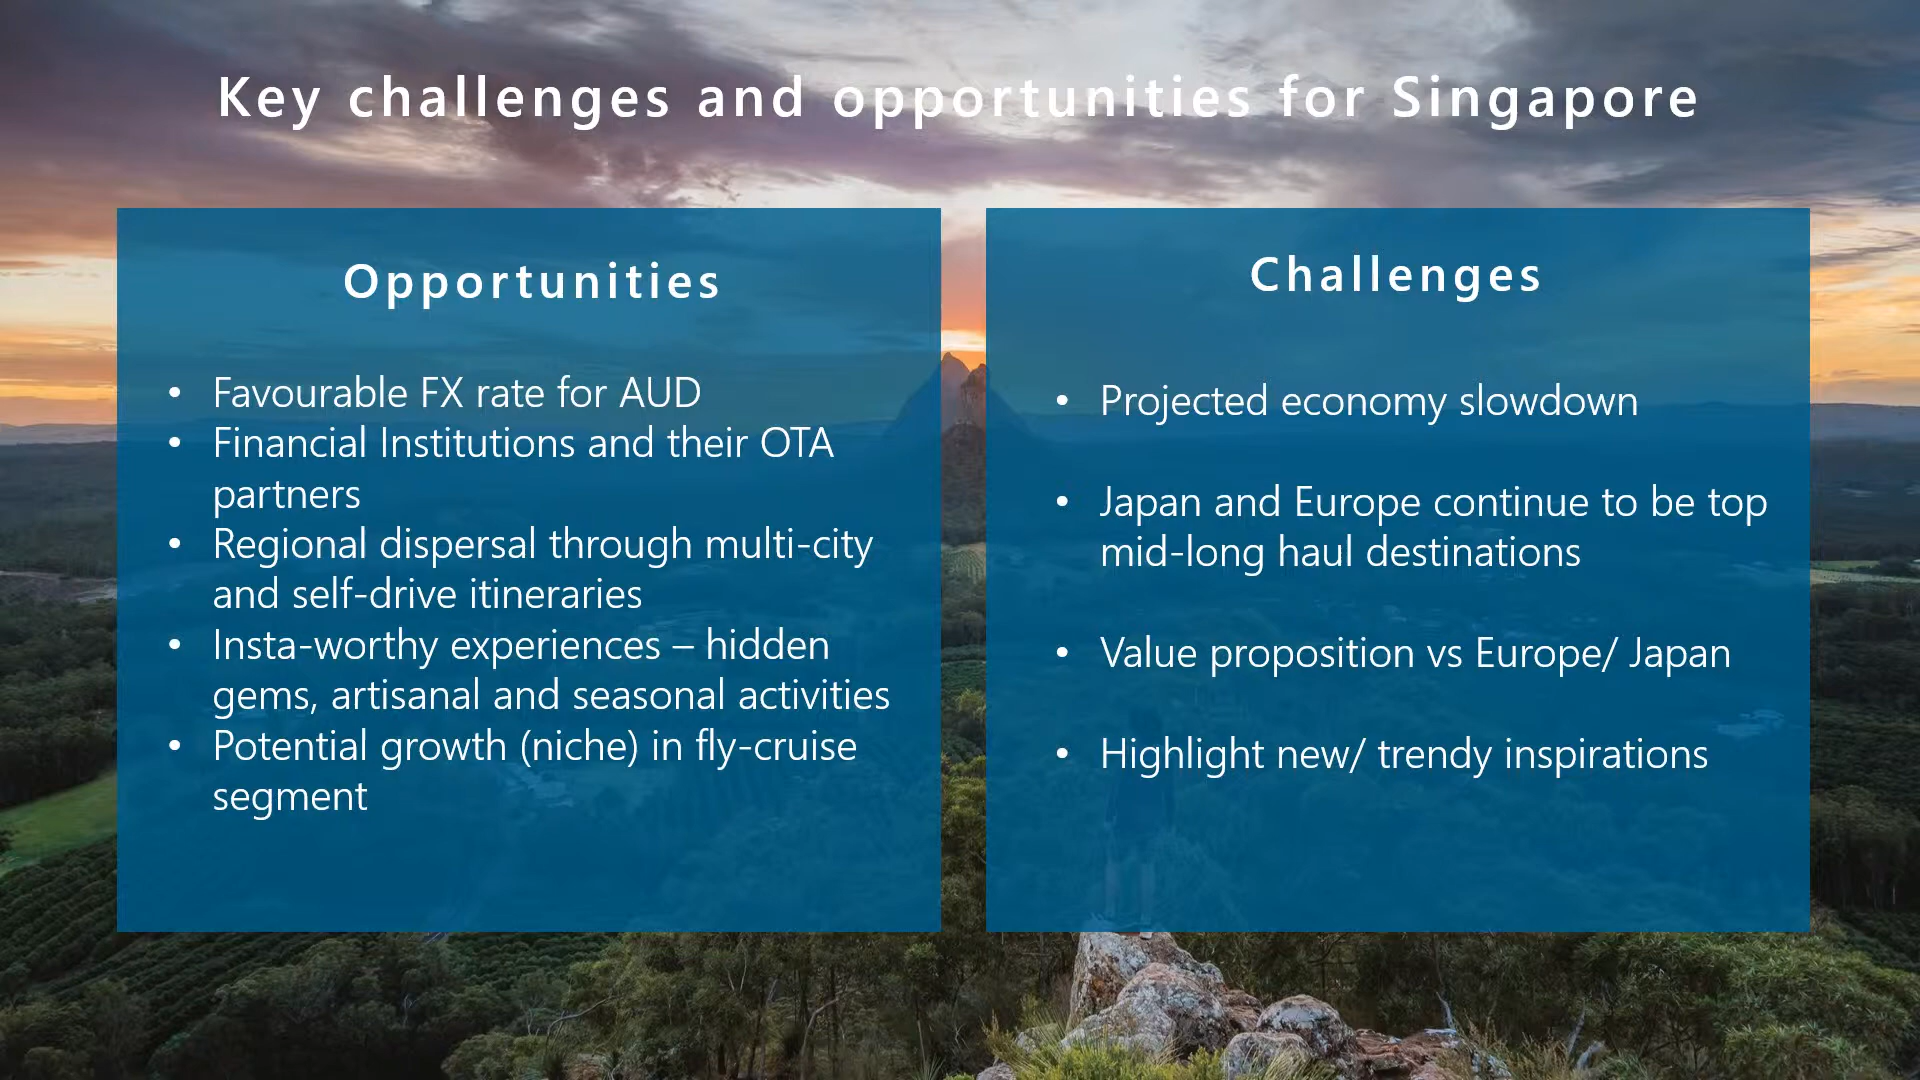 Key challenges and opportunities for Singapore
Opportunities
• Favourable FX rate for AUD
• Financial Institutions and their OTA
partners
• Regional dispersal through multi-city
and self-drive itineraries
• Insta-worthy experiences – hidden
gems, artisanal and seasonal activities
• Potential growth (niche) in fly-cruise
segment
Challenges
• Projected economy slowdown
• Japan and Europe continue to be top
mid-long haul destinations
• Value proposition vs Europe/ Japan
• Highlight new/ trendy inspirations